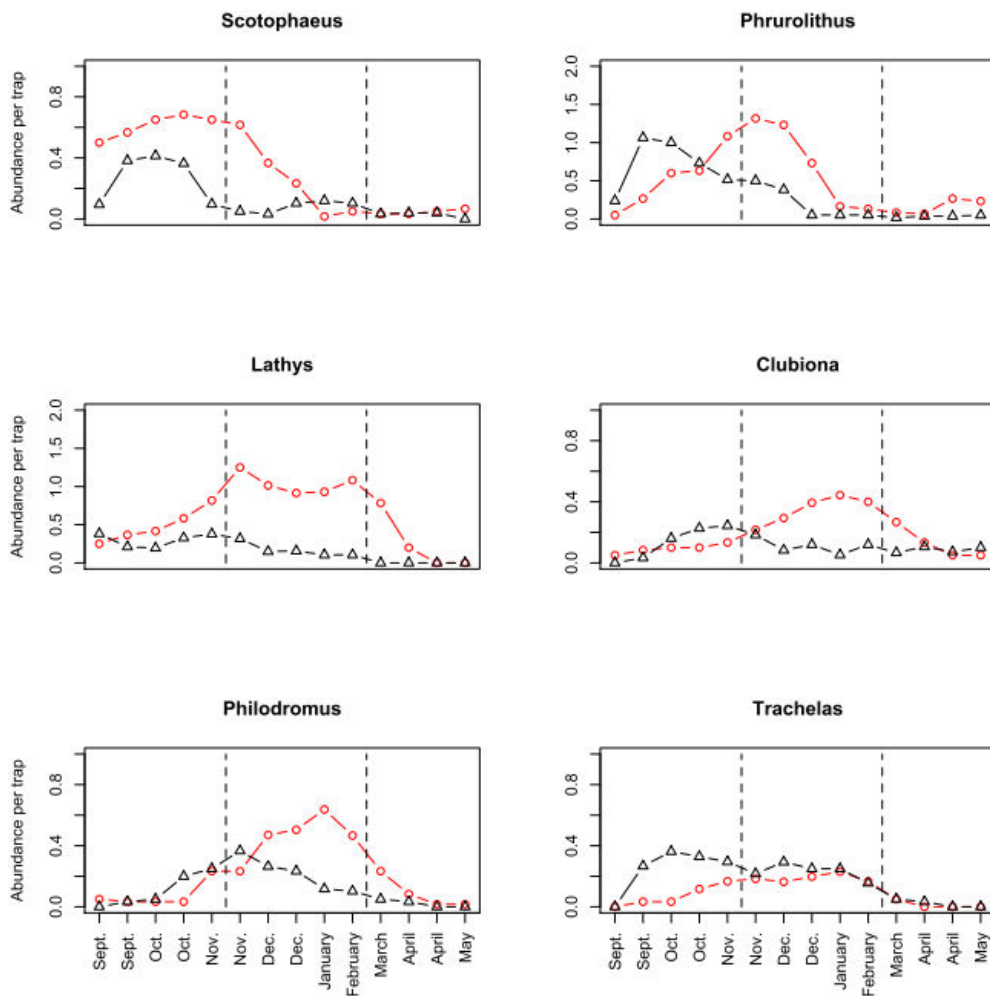 Scotophaeus
Phrurolithus
Abundance per trap
0.0 0.4 0.8
0.0 0.5 1.0 1.5 2.0
Lathys
Clubiona
Abundance per trap
0.0 0.5 1.0 1.5 2.0
0.0 0.4 0.8
Philodromus
Trachelas
Abundance per trap
0.0 0.4 0.8
0.0 0.4 0.8
Sept. Sept. Oct. Oct. Nov. Nov. Dec. Dec. January February March April April May
Sept. Sept. Oct. Oct. Nov. Nov. Dec. Dec. January February March April April May